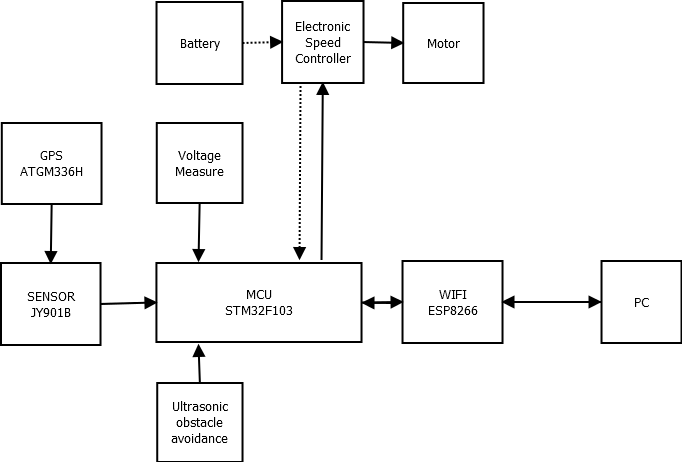 Battery
Electronic
Speed
Controller
Motor
GPS
ATGM336H
Voltage
Measure
SENSOR
JY901B
MCU
STM32F103
WIFI
ESP8266
PC
Ultrasonic
obstacle
avoidance